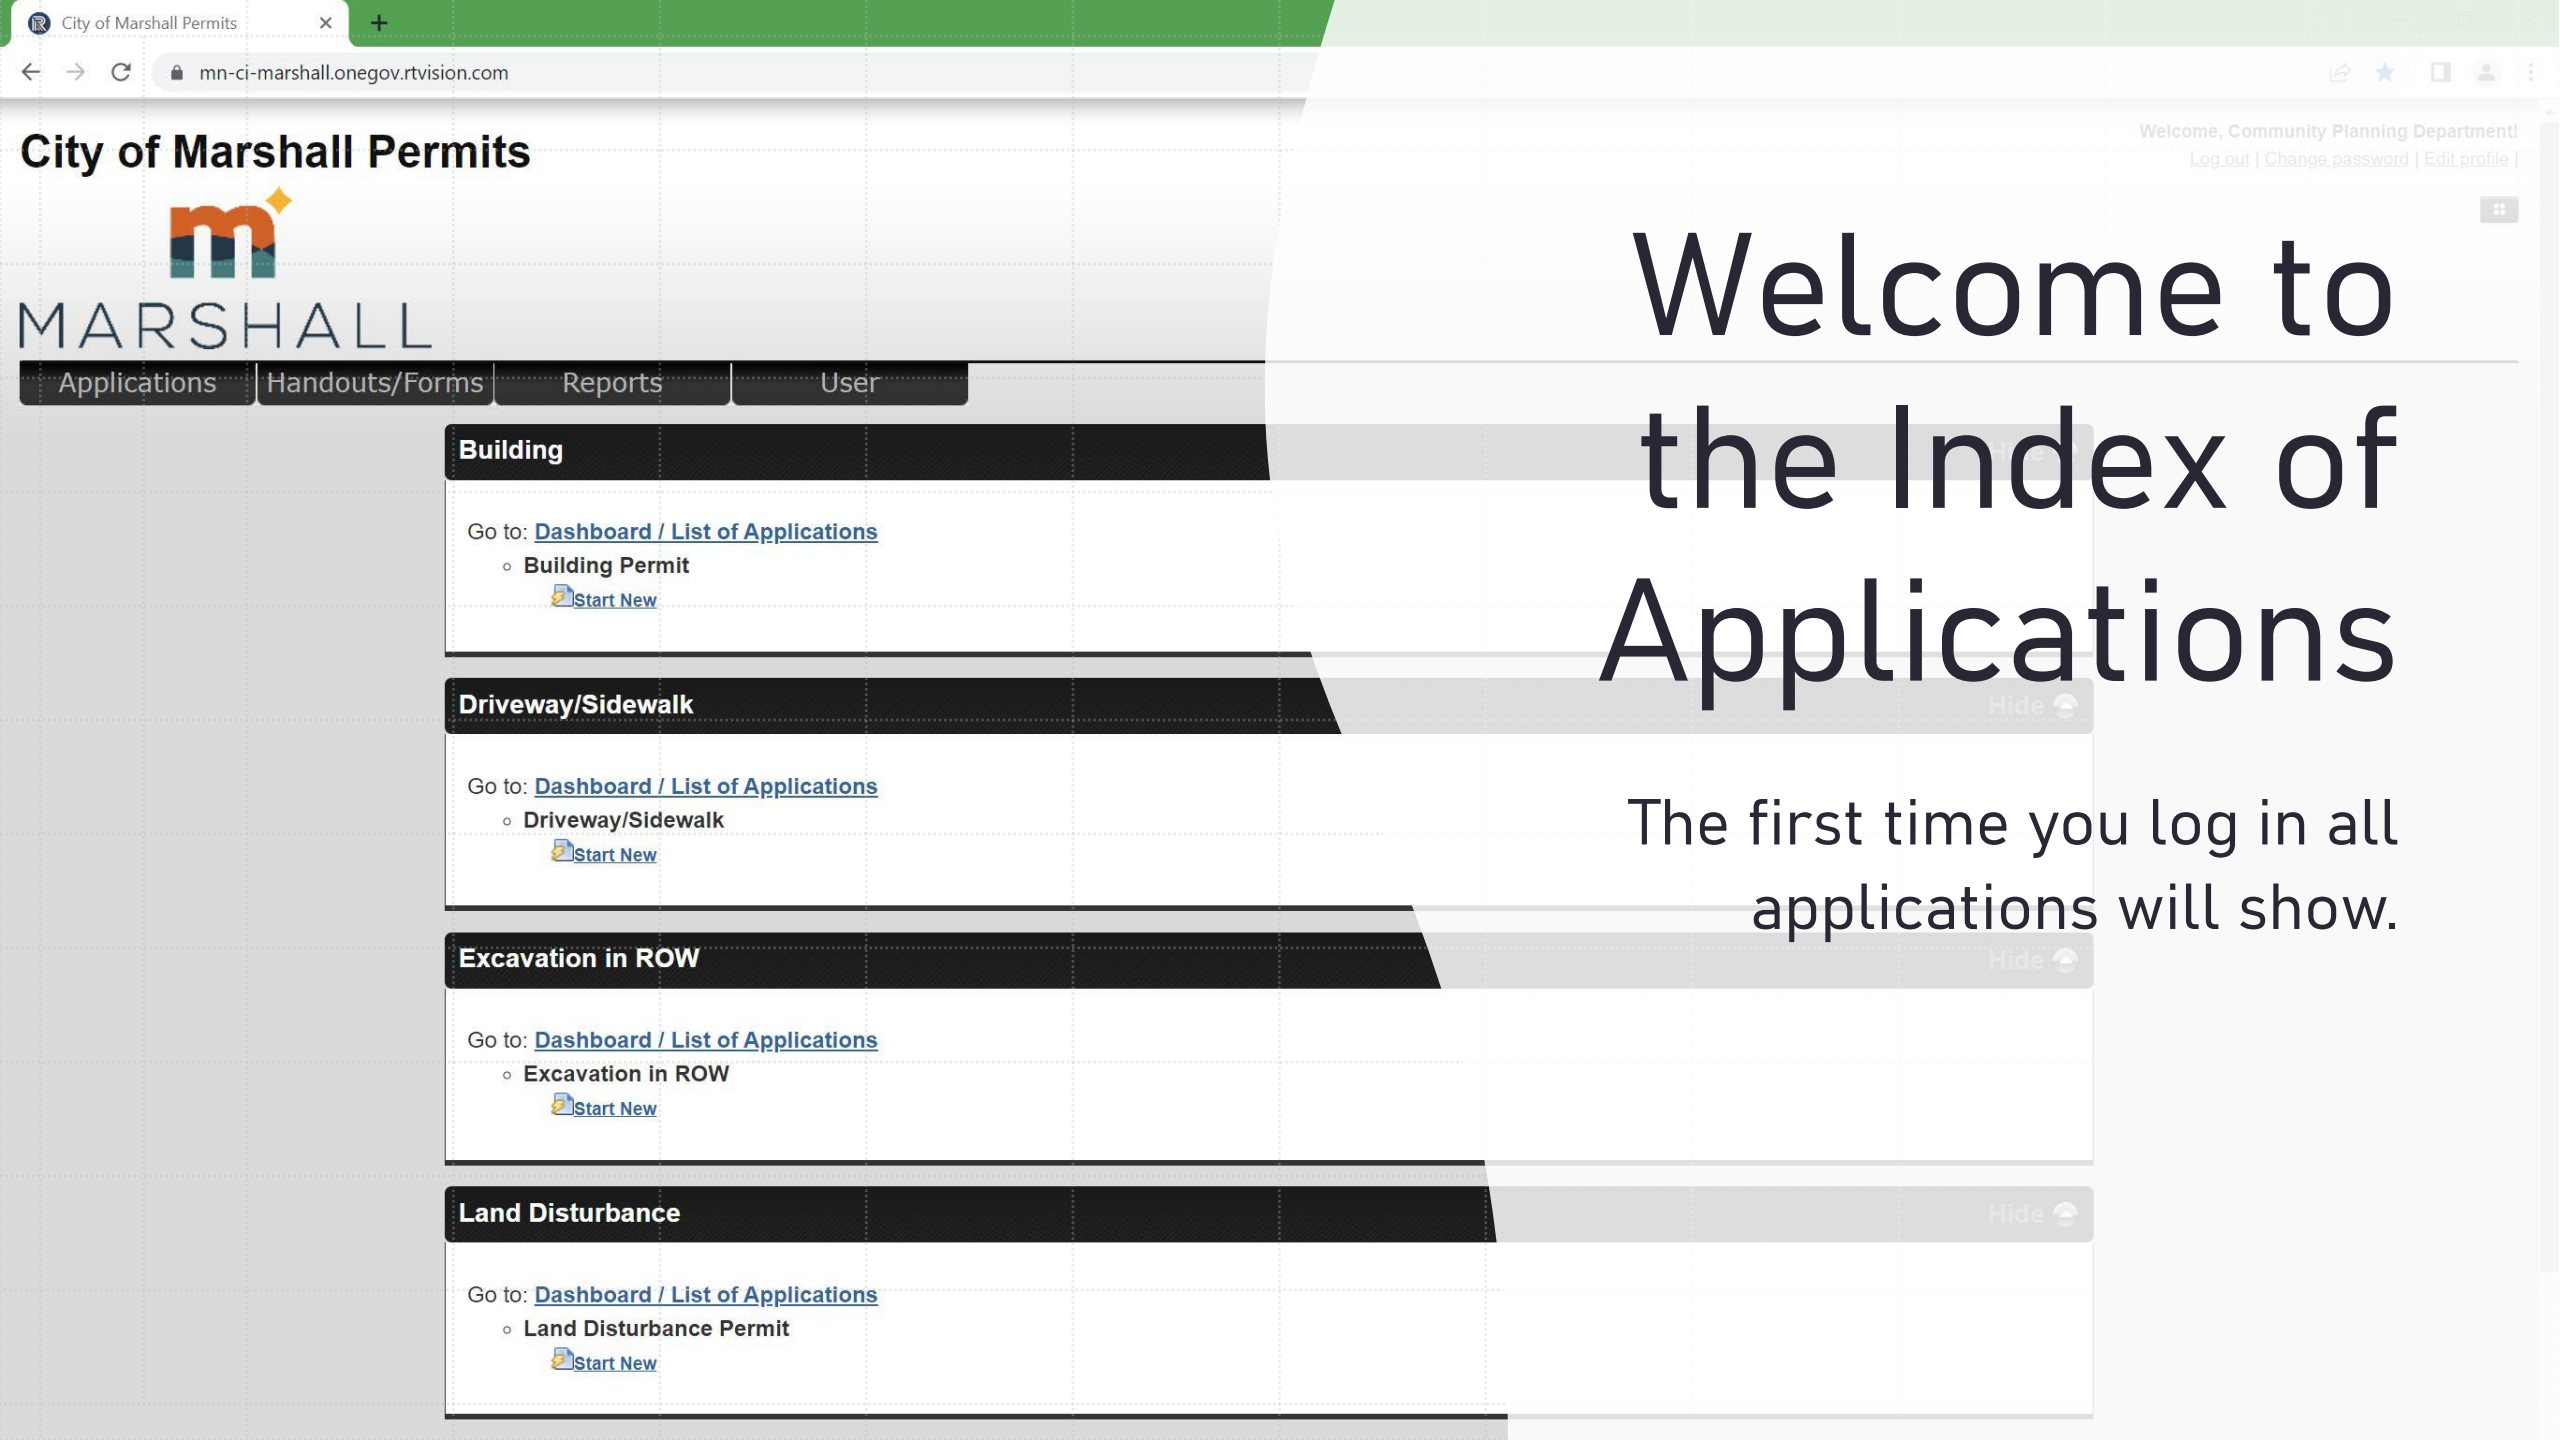 City of Marshall Permits
mn-ci-marshall.onegov.rtvision.com
City of Marshall Permits
Welcome, Community Planning Department!
Log out | Change password | Edit profile |
m
MARSHALL
Applications Handouts/Forms Reports User
Welcome to
the Index of
Applications
The first time you log in all
applications will show.
Building Hide
Go to: Dashboard / List of Applications
Building Permit
Start New
Driveway/Sidewalk Hide
Go to: Dashboard / List of Applications
Driveway/Sidewalk
Start New
Excavation in ROW Hide
Go to: Dashboard / List of Applications
Excavation in ROW
Start New
Land Disturbance Hide
Go to: Dashboard / List of Applications
Land Disturbance Permit
Start New